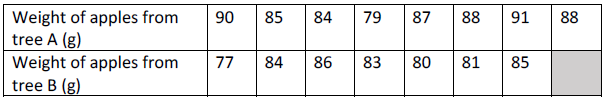 Weight of apples from tree A (g) 90 85 84 79 87 88 91 88
Weight of apples from tree B (g) 77 84 86 83 80 81 85